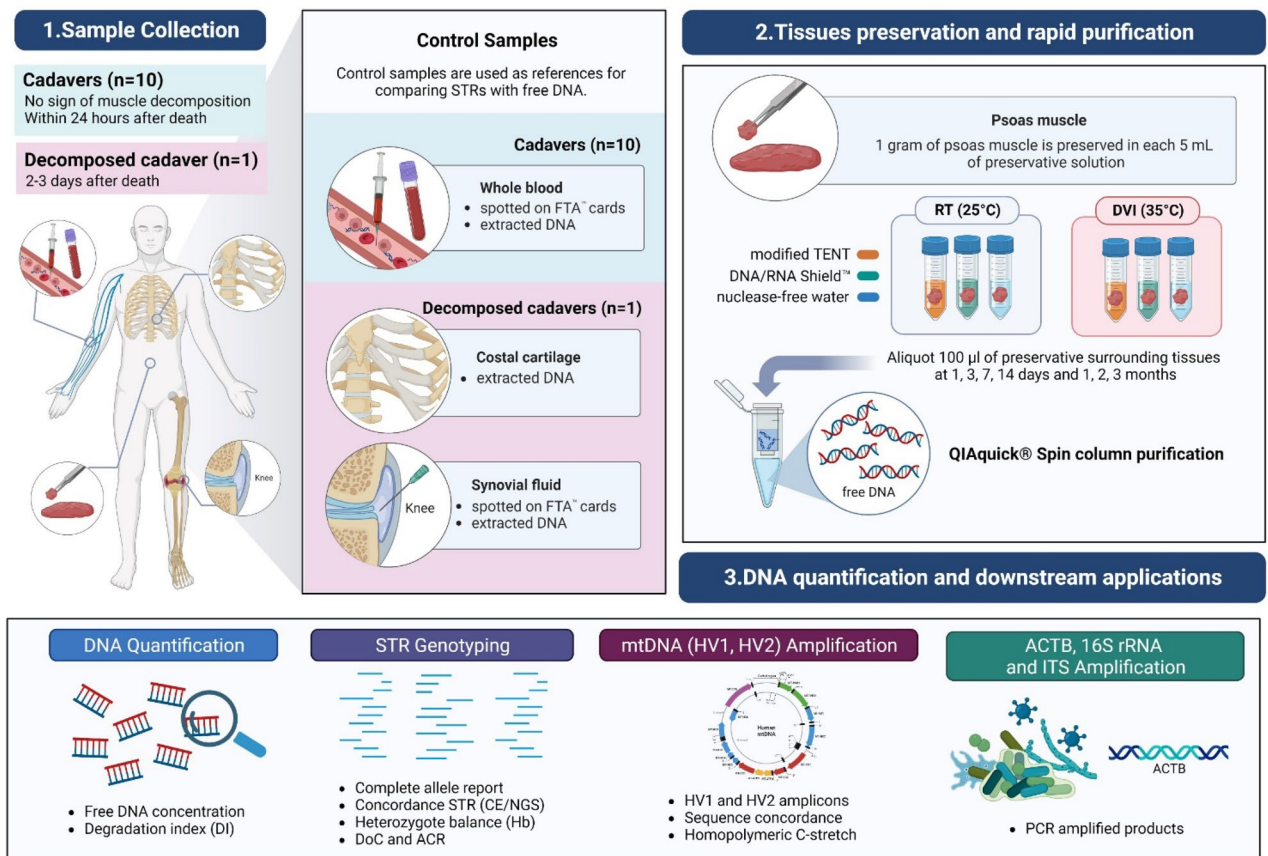 1.Sample Collection
Cadavers (n=10)
No sign of muscle decomposition
Within 24 hours after death
Decomposed cadaver (n=1)
2-3 days after death
Knee
Control Samples
Control samples are used as references for
comparing STRs with free DNA.
Cadavers (n=10)
Whole blood
• spotted on FTA™ cards
• extracted DNA
Decomposed cadavers (n=1)
Costal cartilage
• extracted DNA
Synovial fluid
• spotted on FTA™ cards
• extracted DNA
Knee
2.Tissues preservation and rapid purification
Psoas muscle
1 gram of psoas muscle is preserved in each 5 mL
of preservative solution
RT (25°C)
DVI (35°C)
modified TENT
DNA/RNA Shield™
nuclease-free water
Aliquot 100 µl of preservative surrounding tissues
at 1, 3, 7, 14 days and 1, 2, 3 months
QIAquick® Spin column purification
free DNA
3.DNA quantification and downstream applications
DNA Quantification
• Free DNA concentration
• Degradation index (DI)
STR Genotyping
• Complete allele report
• Concordance STR (CE/NGS)
• Heterozygote balance (Hb)
• DoC and ACR
mtDNA (HV1, HV2) Amplification
Human
mtDNA
• HV1 and HV2 amplicons
• Sequence concordance
• Homopolymeric C-stretch
ACTB, 16S rRNA
and ITS Amplification
ACTB
• PCR amplified products